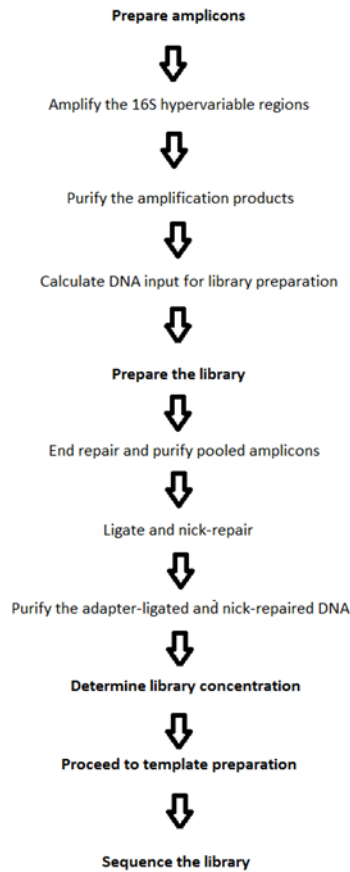 Prepare amplicons
Amplify the 16S hypervariable regions
Purify the amplification products
Calculate DNA input for library preparation
Prepare the library
End repair and purify pooled amplicons
Ligate and nick-repair
Purify the adapter-ligated and nick-repaired DNA
Determine library concentration
Proceed to template preparation
Sequence the library